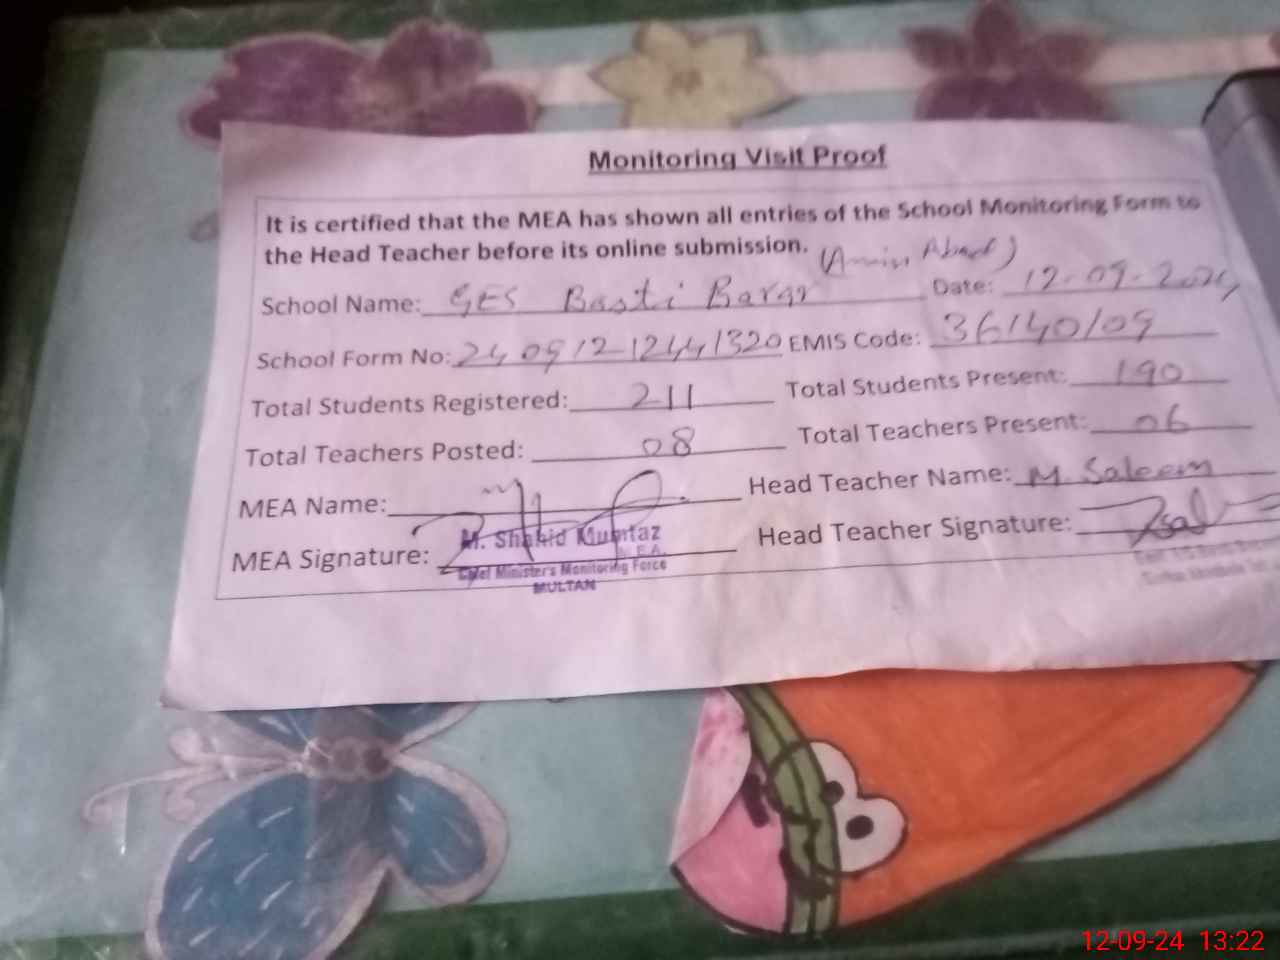 Monitoring Visit Proof
It is certified that the MEA has shown all entries of the School Monitoring Form to
the Head Teacher before its online submission.
School Name: GES Basti Barar Date: 12-09-2024
School Form No: 240912-12441320 EMIS Code: 36140109
Total Students Registered: 211 Total Students Present: 190
Total Teachers Posted: 08 Total Teachers Present: 06
MEA Name: Head Teacher Name: M. Saleem
MEA Signature: Head Teacher Signature:
M. Shahid Mumtaz
M.E.A.
Chief Minister's Monitoring Force
MULTAN
12-09-24 13:22